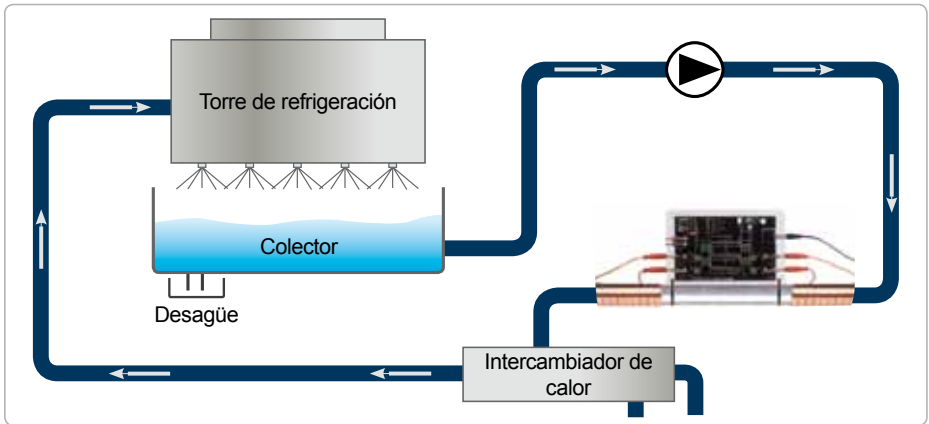 Torre de refrigeración
Colector
Desagüe
Intercambiador de
calor